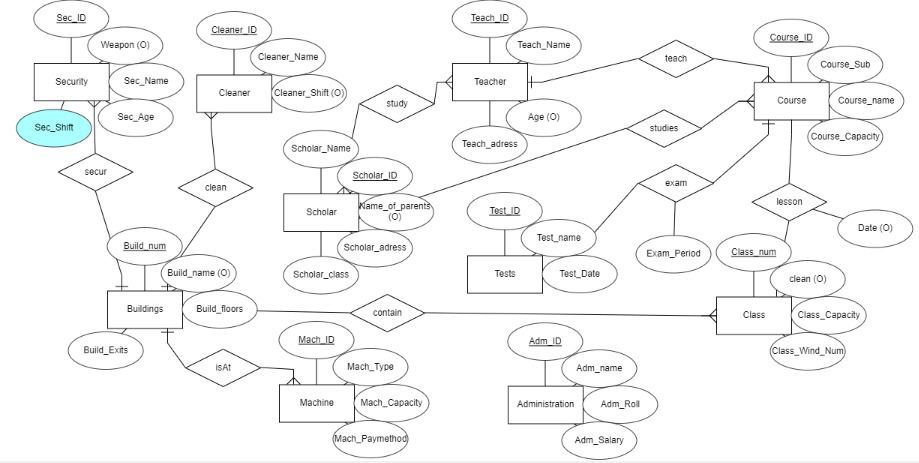 Sec_ID
Weapon (O)
Security
Sec_Name
Sec_Age
Sec_Shift
secur
Cleaner_ID
Cleaner_Name
Cleaner
Cleaner_Shift (O)
clean
Teach_ID
Teach_Name
Teacher
Age (O)
Teach_adress
study
teach
studies
Course_ID
Course_Sub
Course
Course_name
Course_Capacity
Scholar_Name
Scholar_ID
Scholar
Name_of_parents
(O)
Scholar_adress
Scholar_class
exam
Exam_Period
lesson
Date (O)
Test_ID
Test_name
Tests
Test_Date
Build_num
Build_name (O)
Buildings
Build_floors
Build_Exits
contain
Class_num
clean (O)
Class
Class_Capacity
Class_Wind_Num
isAt
Mach_ID
Mach_Type
Machine
Mach_Capacity
Mach_Paymethod
Adm_ID
Adm_name
Administration
Adm_Roll
Adm_Salary